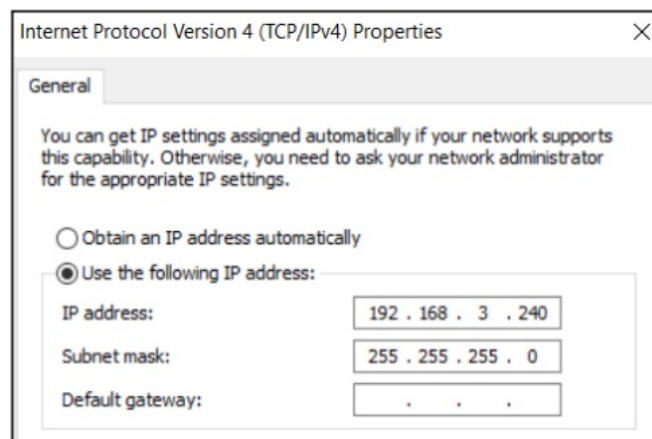 Internet Protocol Version 4 (TCP/IPv4) Properties
General
You can get IP settings assigned automatically if your network supports
this capability. Otherwise, you need to ask your network administrator
for the appropriate IP settings.
Obtain an IP address automatically
Use the following IP address:
IP address: 192 . 168 . 3 . 240
Subnet mask: 255 . 255 . 255 . 0
Default gateway: . . .